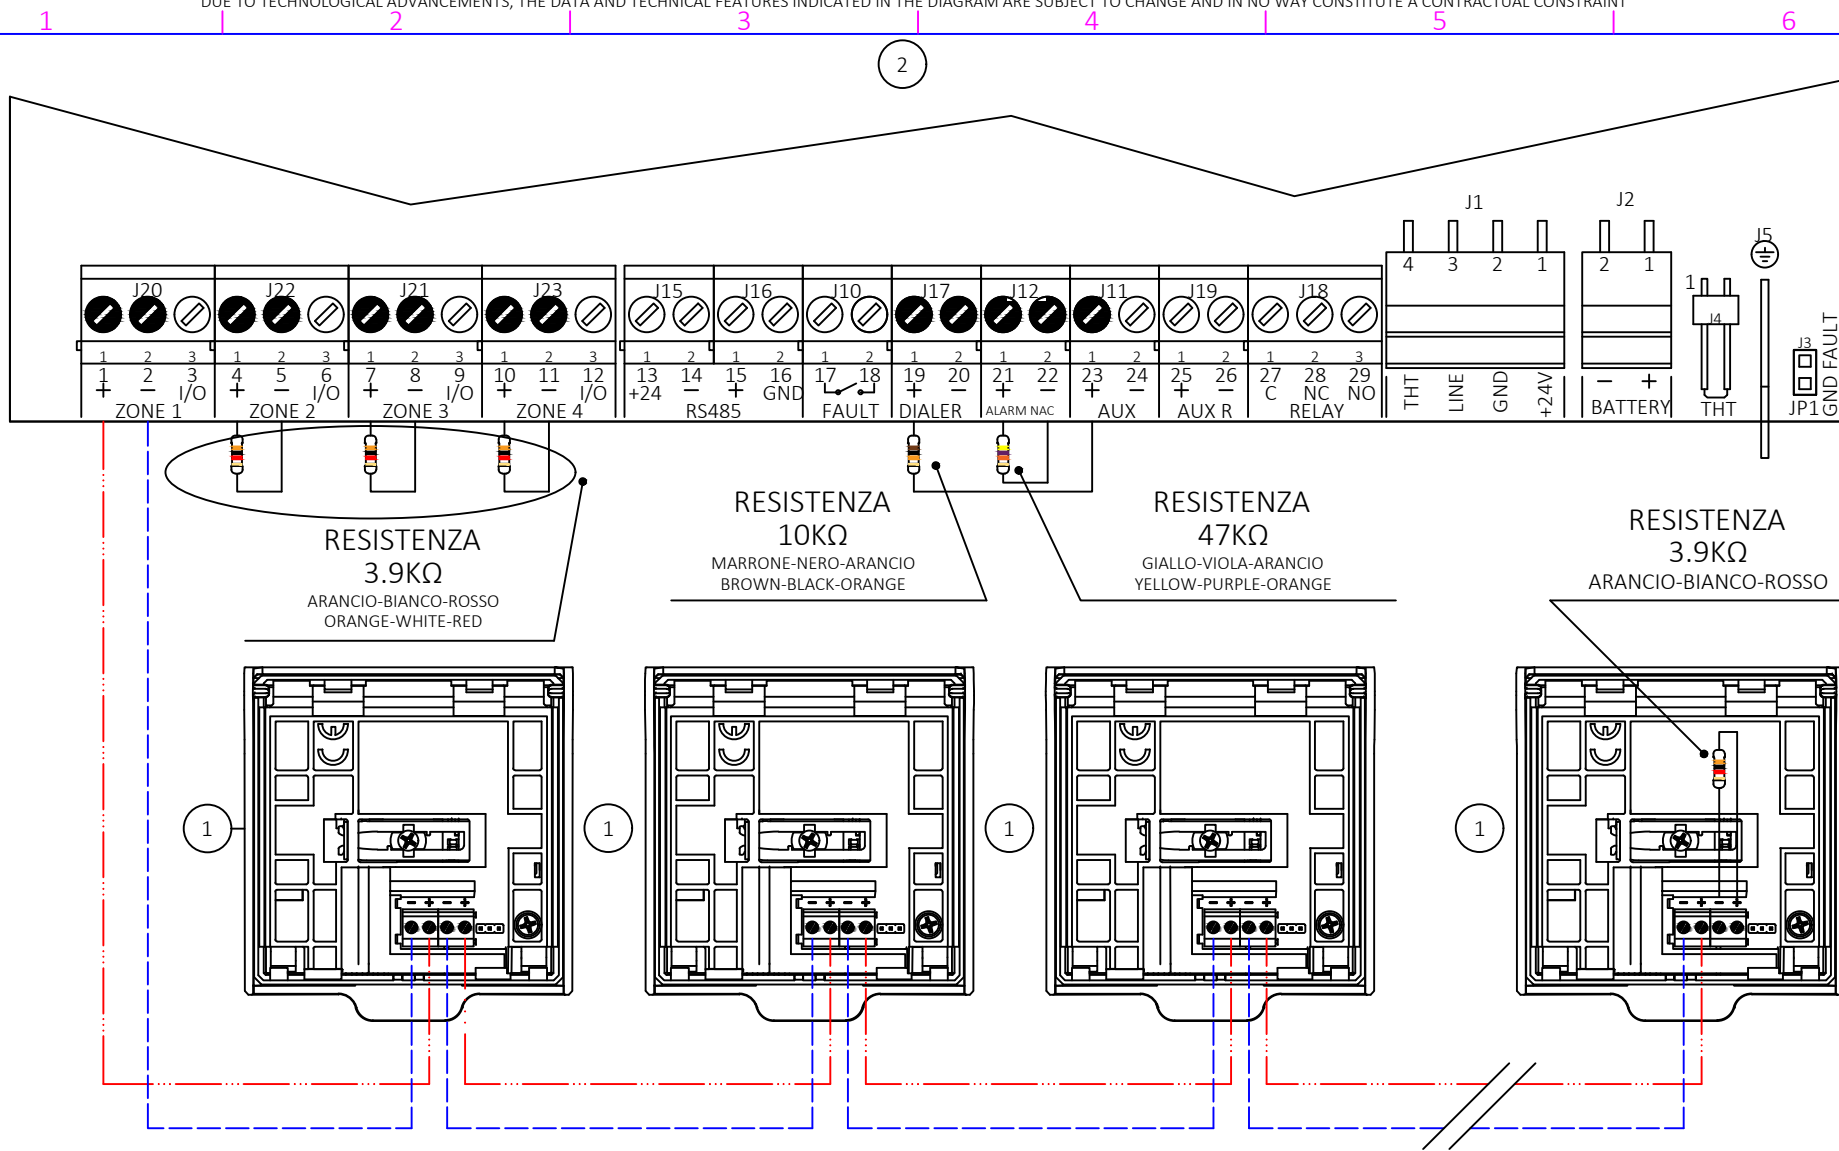 DUE TO TECHNOLOGICAL ADVANCEMENTS, THE DATA AND TECHNICAL FEATURES INDICATED IN THE DIAGRAM ARE SUBJECT TO CHANGE AND IN NO WAY CONSTITUTE A CONTRACTUAL CONSTRAINT
1 2 3 4 5 6
2
J1 J2 J5
4 3 2 1 2 1 1
J20 J22 J21 J23 J15 J16 J10 J17 J12 J11 J19 J18 J4 J3
1 2 3 1 2 3 1 2 3 1 2 3 1 2 1 2 1 2 1 2 1 2 1 2 1 2 1 2 3
1 2 3 4 5 6 7 8 9 10 11 12 13 14 15 16 17 18 19 20 21 22 23 24 25 26 27 28 29
+ − I/O + − I/O + − I/O + − I/O +24 − + GND + − + − + − + − C NC NO
ZONE 1 ZONE 2 ZONE 3 ZONE 4 RS485 FAULT DIALER ALARM NAC AUX AUX R RELAY
THT LINE GND +24V
− +
BATTERY THT JP1 GND FAULT
RESISTENZA
3.9KΩ
ARANCIO-BIANCO-ROSSO
ORANGE-WHITE-RED
RESISTENZA
10KΩ
MARRONE-NERO-ARANCIO
BROWN-BLACK-ORANGE
RESISTENZA
47KΩ
GIALLO-VIOLA-ARANCIO
YELLOW-PURPLE-ORANGE
RESISTENZA
3.9KΩ
ARANCIO-BIANCO-ROSSO
1 1 1 1
− + − + − + − + − + − + − + − +